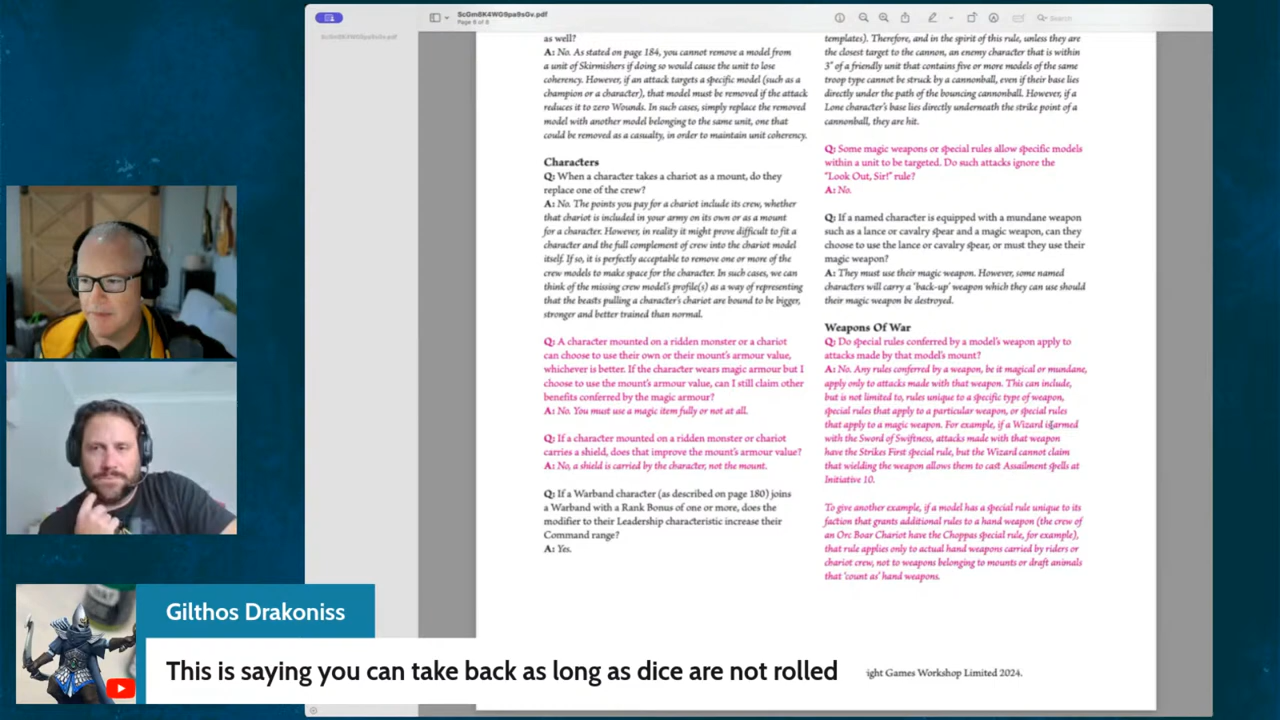 ScGm8K4WG9pa9sGv.pdf
Page 6 of 6
Search
ScGm8K4WG9pa9sGv.pdf
as well?
A: No. As stated on page 184, you cannot remove a model from
a unit of Skirmishers if doing so would cause the unit to lose
coherency. However, if an attack targets a specific model (such as a
champion or a character), that model must be removed if the attack
reduces it to zero Wounds. In such cases, simply replace the removed
model with another model belonging to the same unit, one that
could be removed as a casualty, in order to maintain unit coherency.
Characters
Q: When a character takes a chariot as a mount, do they
replace one of the crew?
A: No. The points you pay for a chariot include its crew, whether
that chariot is included in your army on its own or as a mount
for a character. However, in reality it might prove difficult to fit a
character and the full complement of crew into the chariot model
itself. If so, it is perfectly acceptable to remove one or more of the
crew models to make space for the character. In such cases, we can
think of the missing crew model's profile(s) as a way of representing
that the beasts pulling a character's chariot are bound to be bigger,
stronger and better trained than normal.
Q: A character mounted on a ridden monster or a chariot
can choose to use their own or their mount's armour value,
whichever is better. If the character wears magic armour but I
choose to use the mount's armour value, can I still claim other
benefits conferred by the magic armour?
A: No. You must use a magic item fully or not at all.
Q: If a character mounted on a ridden monster or chariot
carries a shield, does that improve the mount's armour value?
A: No, a shield is carried by the character, not the mount.
Q: If a Warband character (as described on page 180) joins
a Warband with a Rank Bonus of one or more, does the
modifier to their Leadership characteristic increase their
Command range?
A: Yes.
templates). Therefore, and in the spirit of this rule, unless they are
the closest target to the cannon, an enemy character that is within
3" of a friendly unit that contains five or more models of the same
troop type cannot be struck by a cannonball, even if their base lies
directly under the path of the bouncing cannonball. However, if a
Lone character's base lies directly underneath the strike point of a
cannonball, they are hit.
Q: Some magic weapons or special rules allow specific models
within a unit to be targeted. Do such attacks ignore the
"Look Out, Sir!" rule?
A: No.
Q: If a named character is equipped with a mundane weapon
such as a lance or cavalry spear and a magic weapon, can they
choose to use the lance or cavalry spear, or must they use their
magic weapon?
A: They must use their magic weapon. However, some named
characters will carry a 'back-up' weapon which they can use should
their magic weapon be destroyed.
Weapons Of War
Q: Do special rules conferred by a model's weapon apply to
attacks made by that model's mount?
A: No. Any rules conferred by a weapon, be it magical or mundane,
apply only to attacks made with that weapon. This can include,
but is not limited to, rules unique to a specific type of weapon,
special rules that apply to a particular weapon, or special rules
that apply to a magic weapon. For example, if a Wizard is armed
with the Sword of Swiftness, attacks made with that weapon
have the Strikes First special rule, but the Wizard cannot claim
that wielding the weapon allows them to cast Assailment spells at
Initiative 10.
To give another example, if a model has a special rule unique to its
faction that grants additional rules to a hand weapon (the crew of
an Orc Boar Chariot have the Choppas special rule, for example),
that rule applies only to actual hand weapons carried by riders or
chariot crew, not to weapons belonging to mounts or draft animals
that 'count as' hand weapons.
ight Games Workshop Limited 2024.
Gilthos Drakoniss
This is saying you can take back as long as dice are not rolled